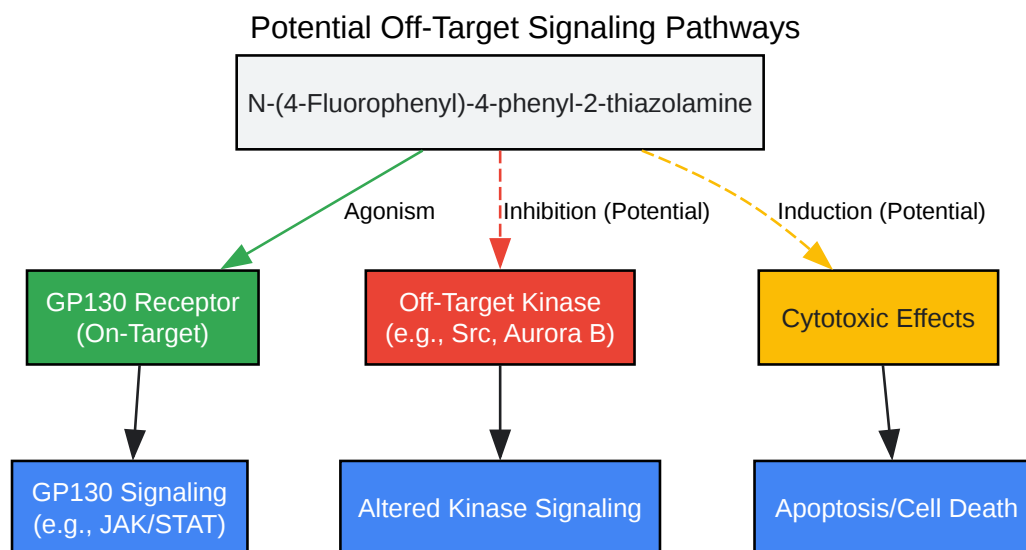 Potential Off-Target Signaling Pathways
N-(4-Fluorophenyl)-4-phenyl-2-thiazolamine
Agonism
Inhibition (Potential)
Induction (Potential)
GP130 Receptor
(On-Target)
Off-Target Kinase
(e.g., Src, Aurora B)
Cytotoxic Effects
GP130 Signaling
(e.g., JAK/STAT)
Altered Kinase Signaling
Apoptosis/Cell Death